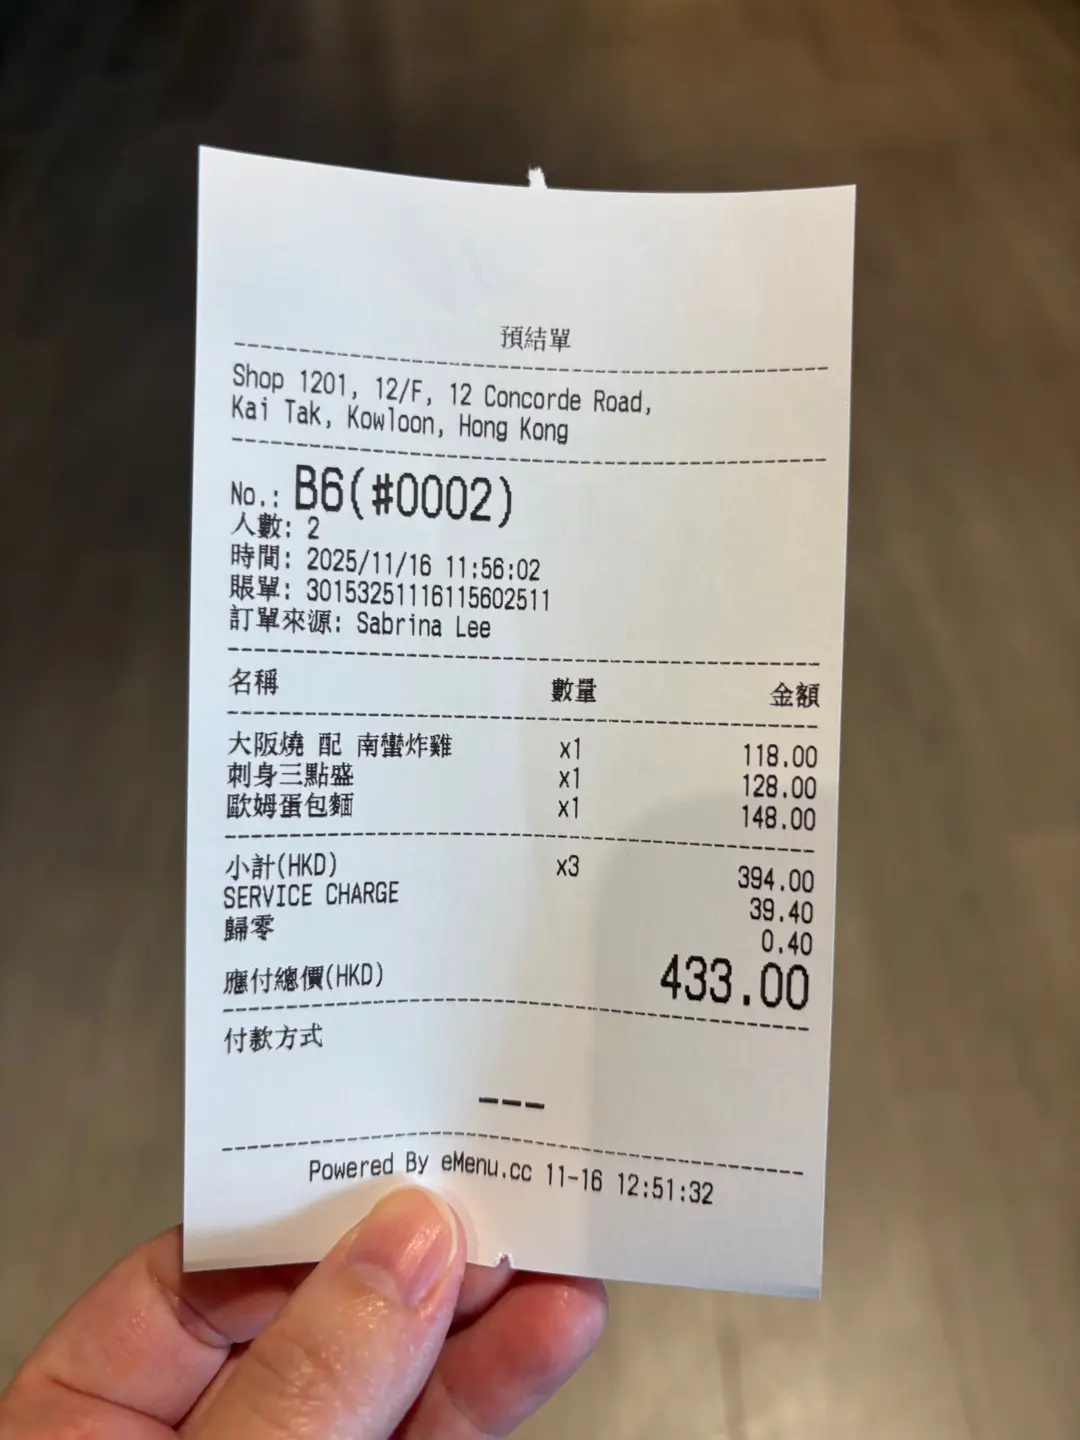 預結單
Shop 1201, 12/F, 12 Concorde Road,
Kai Tak, Kowloon, Hong Kong
No.: B6(#0002)
人數: 2
時間: 2025/11/16 11:56:02
賬單: 30153251116115602511
訂單來源: Sabrina Lee
名稱 數量 金額
大阪燒 配 南蠻炸雞 x1 118.00
刺身三點盛 x1 128.00
歐姆蛋包麵 x1 148.00
小計(HKD) x3 394.00
SERVICE CHARGE 39.40
歸零 0.40
應付總價(HKD) 433.00
付款方式
---
Powered By eMenu.cc 11-16 12:51:32